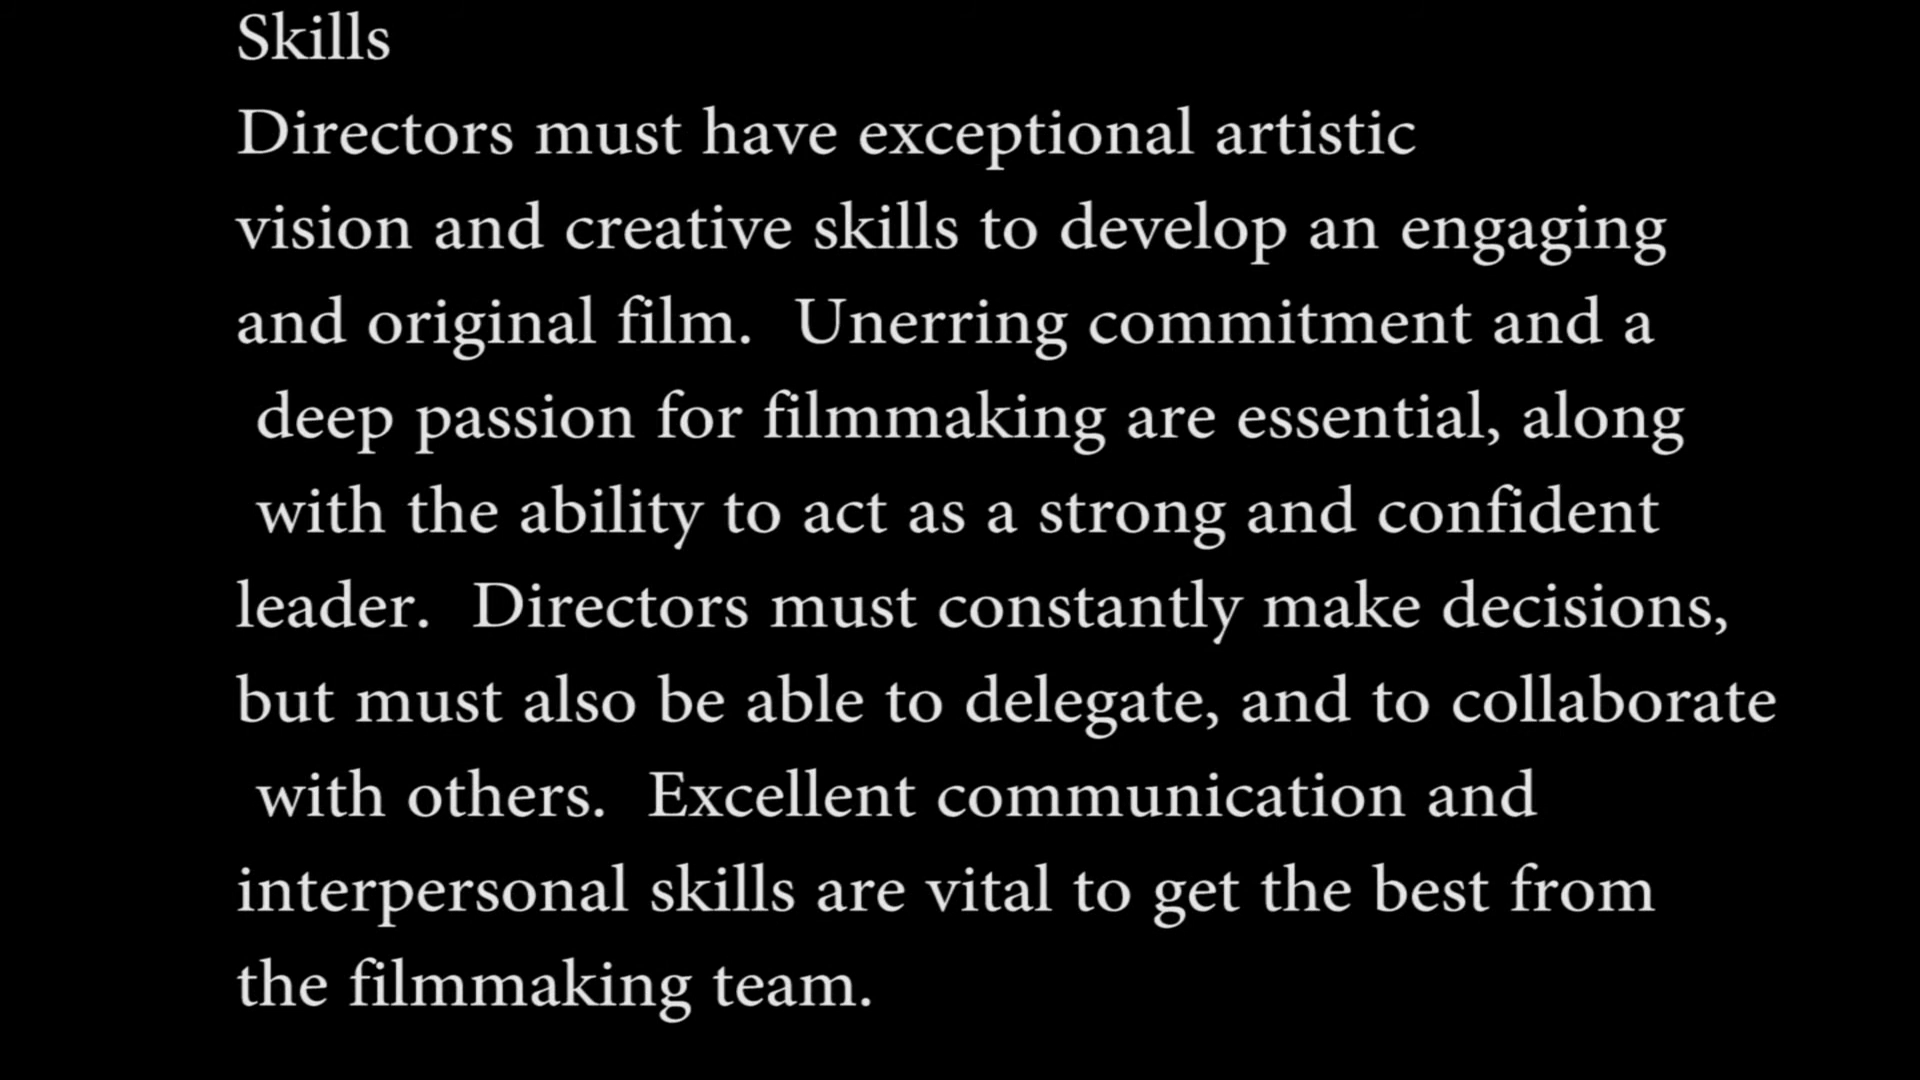 Skills
Directors must have exceptional artistic
vision and creative skills to develop an engaging
and original film.  Unerring commitment and a
deep passion for filmmaking are essential, along
with the ability to act as a strong and confident
leader.  Directors must constantly make decisions,
but must also be able to delegate, and to collaborate
with others.  Excellent communication and
interpersonal skills are vital to get the best from
the filmmaking team.